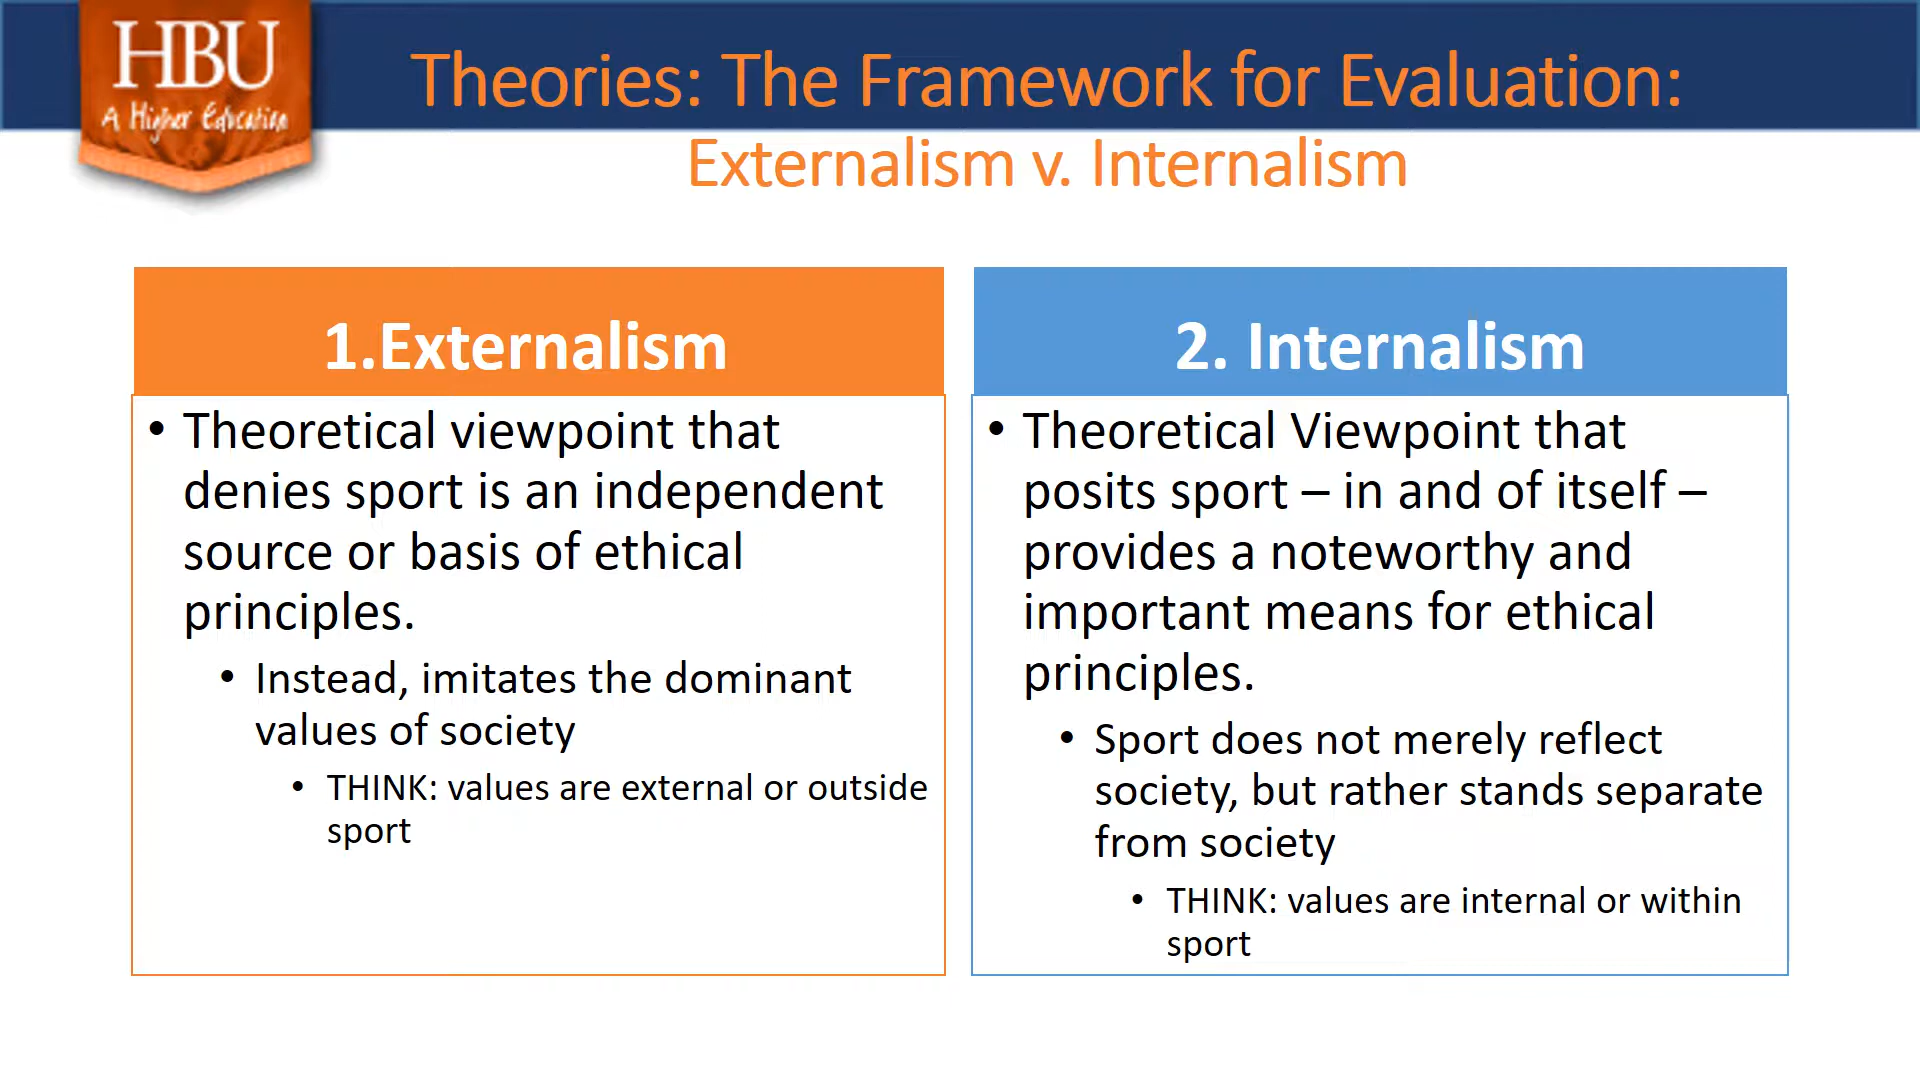 HBU
A Higher Education
Theories: The Framework for Evaluation:
Externalism v. Internalism
1.Externalism
• Theoretical viewpoint that
denies sport is an independent
source or basis of ethical
principles.
• Instead, imitates the dominant
values of society
• THINK: values are external or outside
sport
2. Internalism
• Theoretical Viewpoint that
posits sport – in and of itself –
provides a noteworthy and
important means for ethical
principles.
• Sport does not merely reflect
society, but rather stands separate
from society
• THINK: values are internal or within
sport